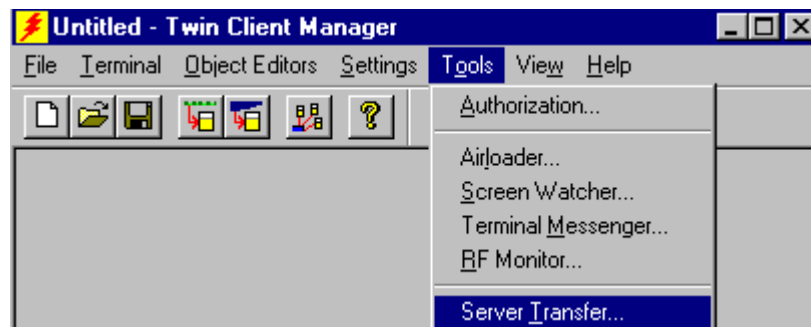 Untitled - Twin Client Manager
File Terminal Object Editors Settings Tools View Help
Authorization...
Airloader...
Screen Watcher...
Terminal Messenger...
RF Monitor...
Server Transfer...